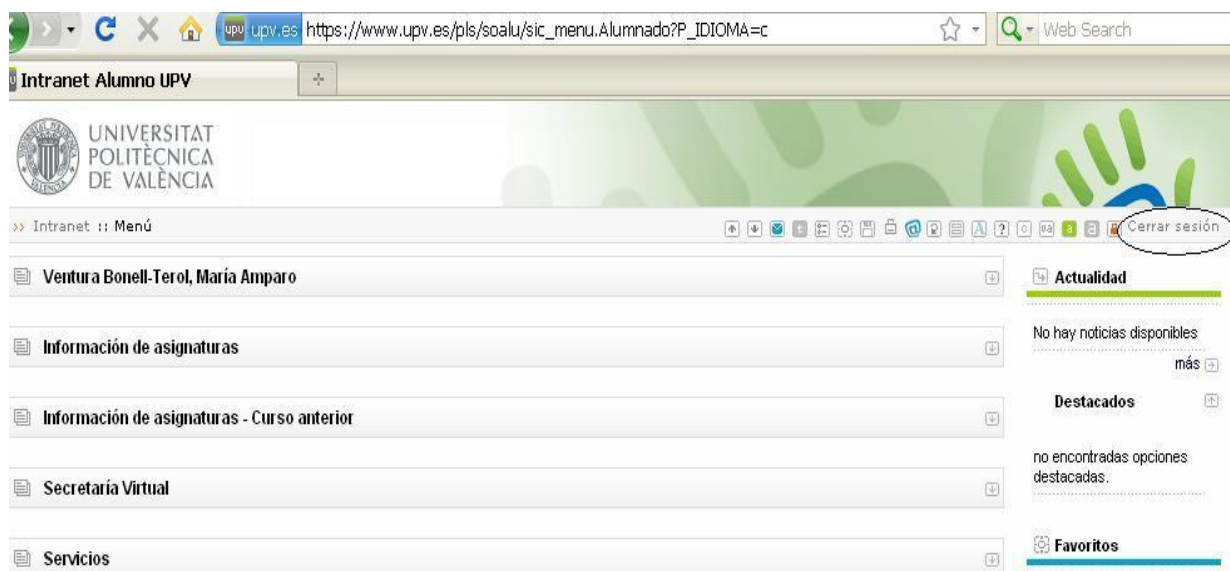 upv upv.es https://www.upv.es/pls/soalu/sic_menu.Alumnado?P_IDIOMA=c Web Search
Intranet Alumno UPV
UNIVERSITAT
POLITÈCNICA
DE VALÈNCIA
>> Intranet :: Menú Cerrar sesión
Ventura Bonell-Terol, María Amparo
Actualidad
No hay noticias disponibles
más
Información de asignaturas
Destacados
Información de asignaturas - Curso anterior
no encontradas opciones
destacadas.
Secretaría Virtual
Favoritos
Servicios